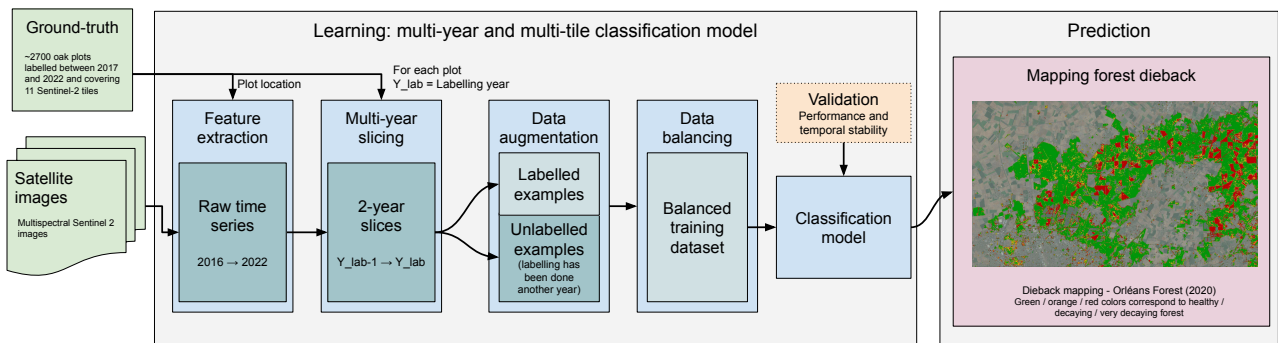 Ground-truth
~2700 oak plots
labelled between 2017
and 2022 and covering
11 Sentinel-2 tiles
Satellite
images
Multispectral Sentinel 2
images
Learning: multi-year and multi-tile classification model
Plot location
For each plot
Y_lab = Labelling year
Feature
extraction
Raw time
series
2016 → 2022
Multi-year
slicing
2-year
slices
Y_lab-1 → Y_lab
Data
augmentation
Labelled
examples
Unlabelled
examples
(labelling has
been done
another year)
Data
balancing
Balanced
training
dataset
Validation
Performance and
temporal stability
Classification
model
Prediction
Mapping forest dieback
Dieback mapping - Orléans Forest (2020)
Green / orange / red colors correspond to healthy /
decaying / very decaying forest